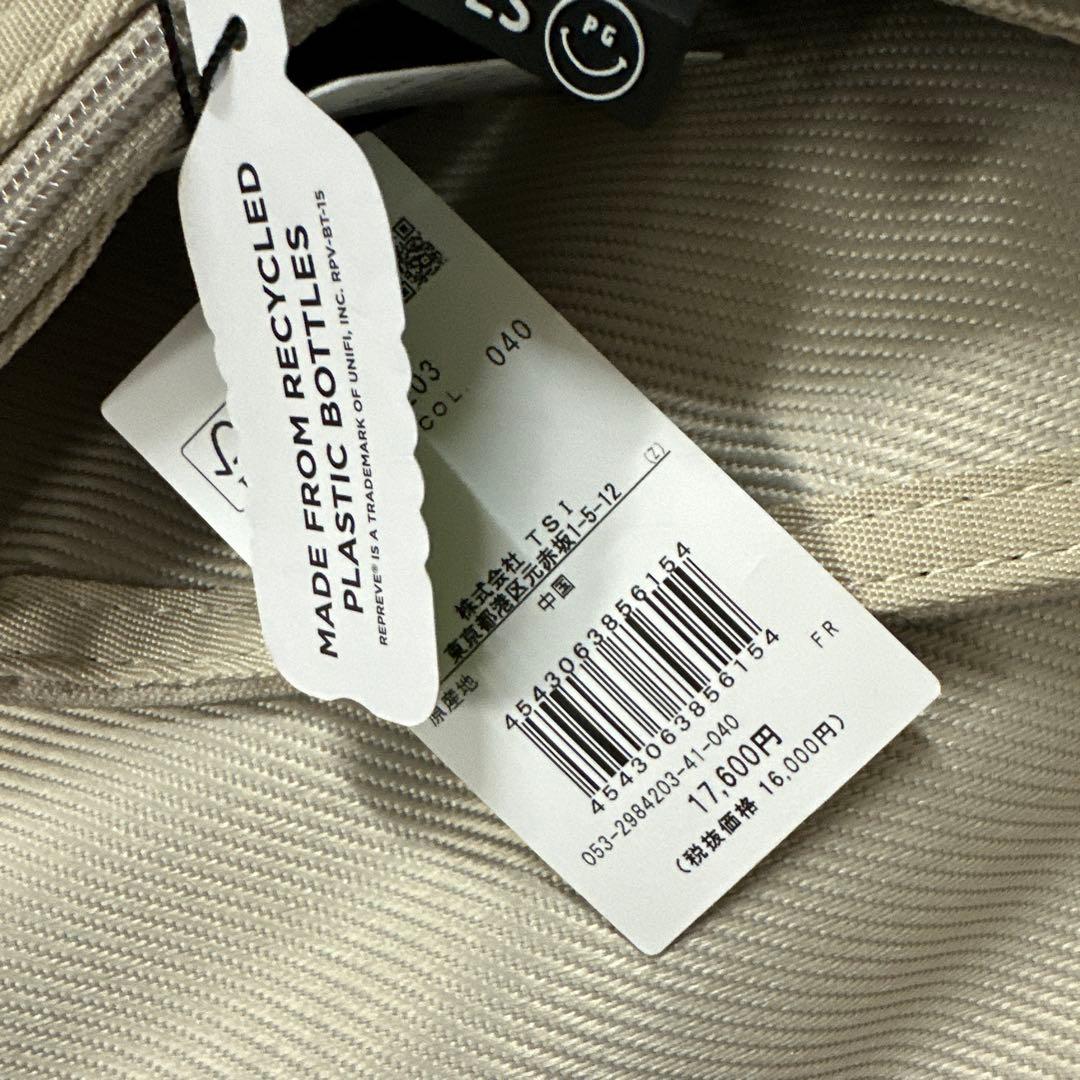 ES
PG
MADE FROM RECYCLED
PLASTIC BOTTLES
REPREVE® IS A TRADEMARK OF UNIFI, INC. RPV-BT-15
203
COL. 040
(Z)
株式会社 TSI
東京都港区元赤坂1-5-12
原産地 中国
4543063856154
4543063856154
FR
053-2984203-41-040
17,600円
(税抜価格 16,000円)